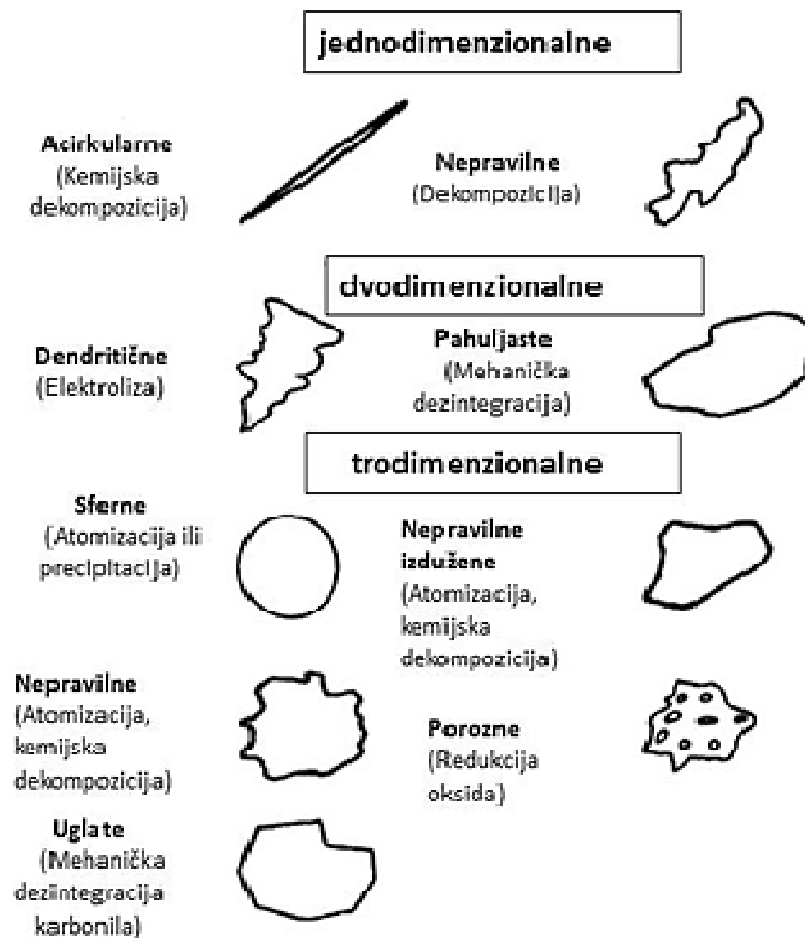 jednodimenzionalne
Acirkularne
(Kemijska
dekompozicija)
Nepravilne
(Dekompozicija)
dvodimenzionalne
Dendritične
(Elektroliza)
Pahuljaste
(Mehanička
dezintegracija)
trodimenzionalne
Sferne
(Atomizacija ili
precipitacija)
Nepravilne
izdužene
(Atomizacija,
kemijska
dekompozicija)
Nepravilne
(Atomizacija,
kemijska
dekompozicija)
Porozne
(Redukcija
oksida)
Uglate
(Mehanička
dezintegracija
karbonila)